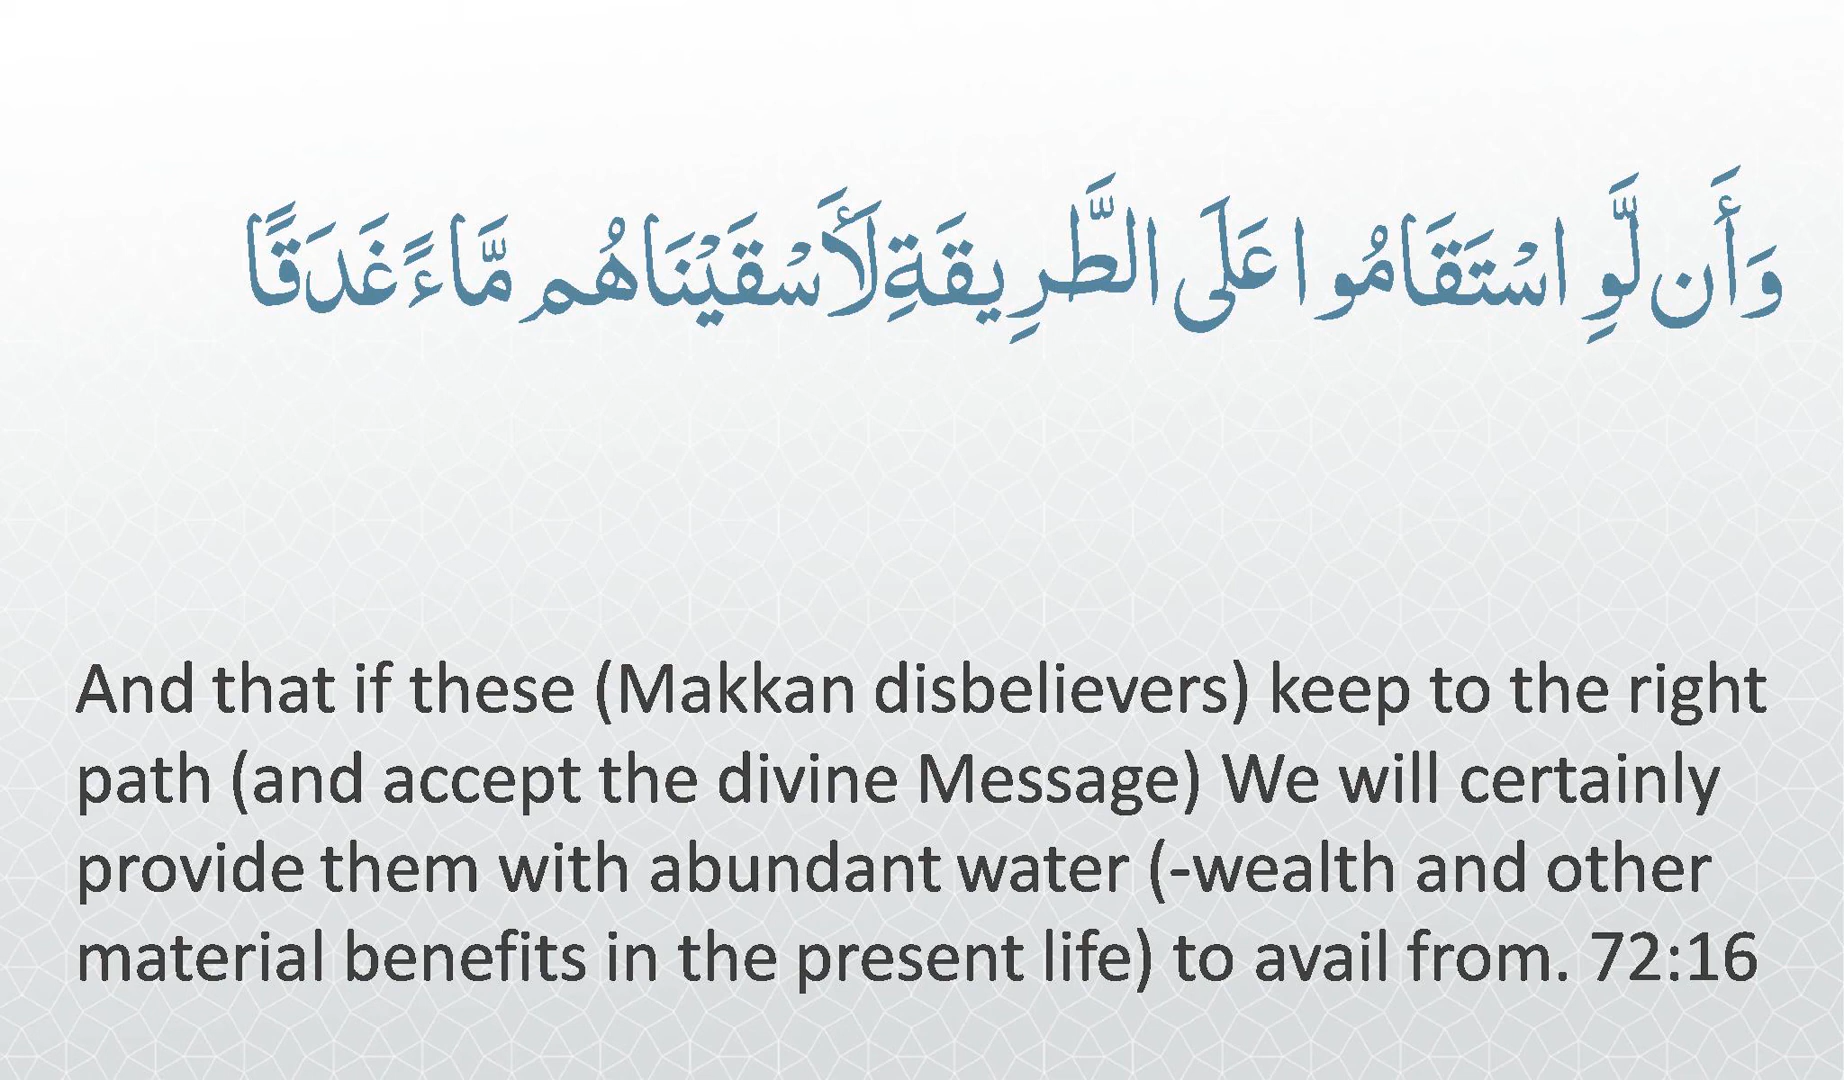 وَأَن لَّوِ اسْتَقَامُوا عَلَى الطَّرِيقَةِ لَأَسْقَيْنَاهُم مَّاءً غَدَقًا
And that if these (Makkan disbelievers) keep to the right
path (and accept the divine Message) We will certainly
provide them with abundant water (-wealth and other
material benefits in the present life) to avail from. 72:16